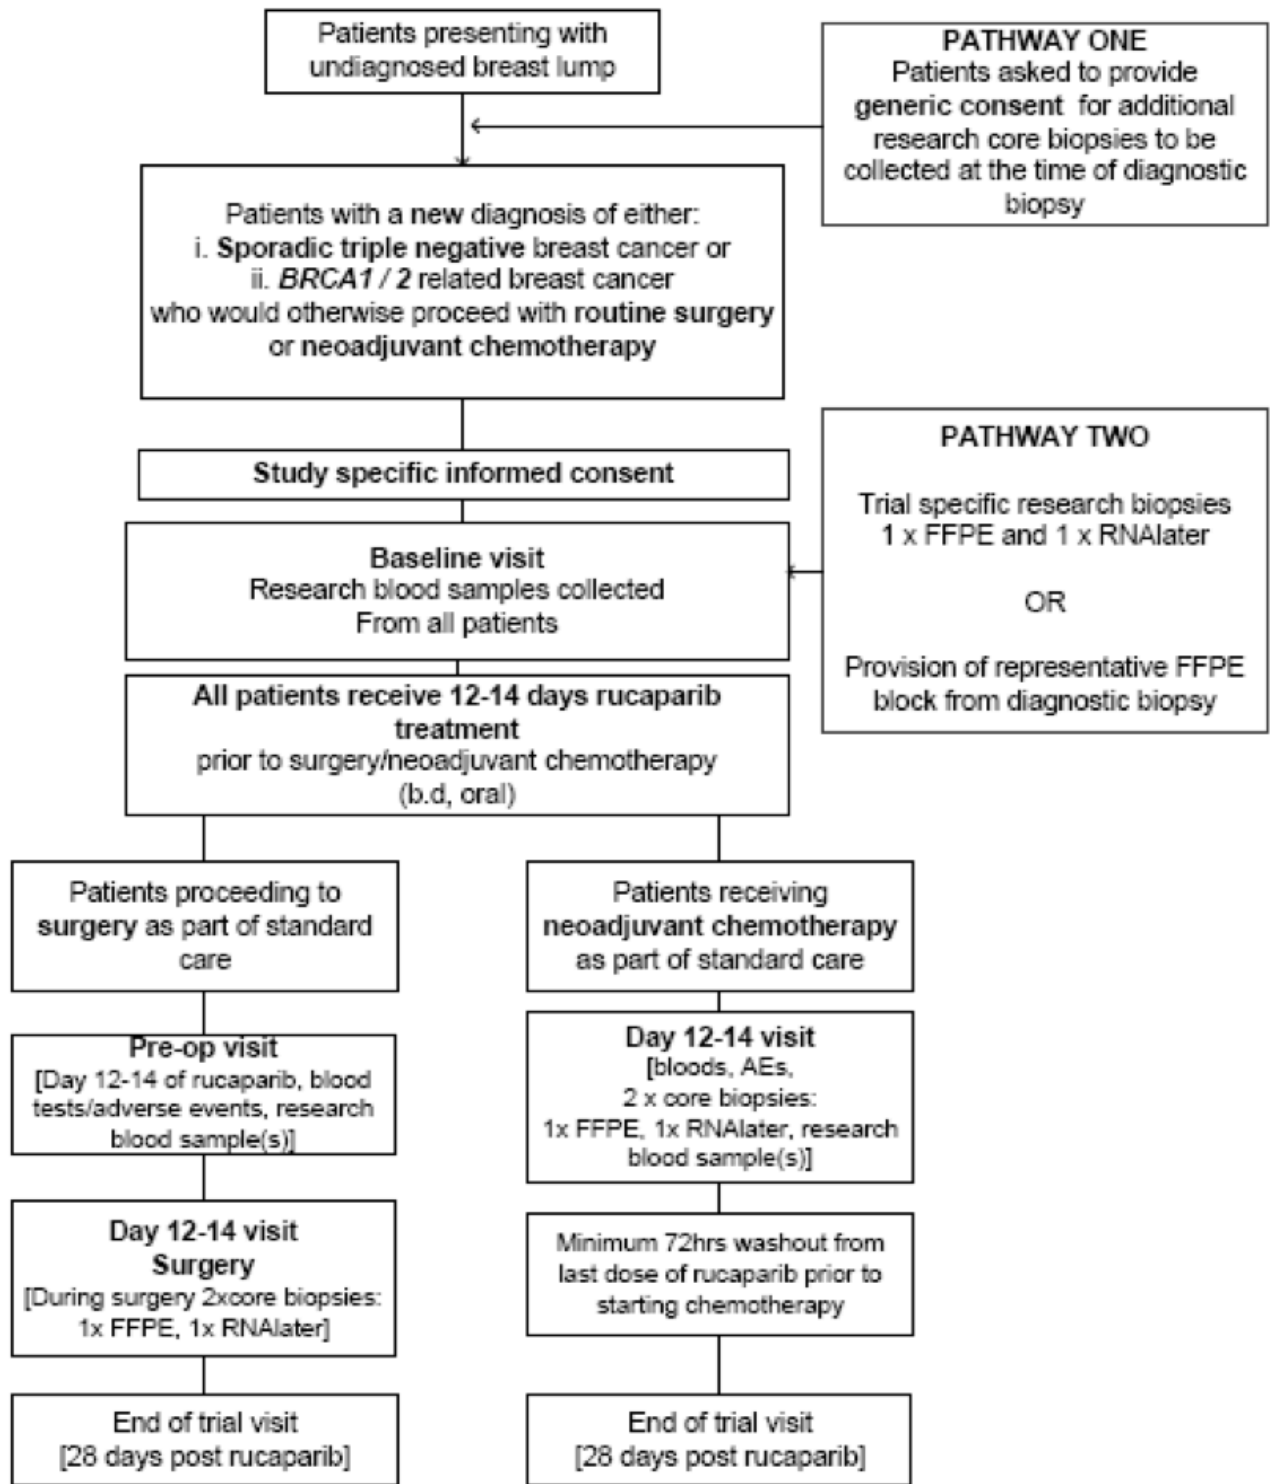 Patients presenting with
undiagnosed breast lump
PATHWAY ONE
Patients asked to provide
generic consent for additional
research core biopsies to be
collected at the time of diagnostic
biopsy
Patients with a new diagnosis of either:
i. Sporadic triple negative breast cancer or
ii. BRCA1 / 2 related breast cancer
who would otherwise proceed with routine surgery
or neoadjuvant chemotherapy
Study specific informed consent
PATHWAY TWO
Trial specific research biopsies
1 x FFPE and 1 x RNAlater
OR
Provision of representative FFPE
block from diagnostic biopsy
Baseline visit
Research blood samples collected
From all patients
All patients receive 12-14 days rucaparib
treatment
prior to surgery/neoadjuvant chemotherapy
(b.d, oral)
Patients proceeding to
surgery as part of standard
care
Pre-op visit
[Day 12-14 of rucaparib, blood
tests/adverse events, research
blood sample(s)]
Day 12-14 visit
Surgery
[During surgery 2xcore biopsies:
1x FFPE, 1x RNAlater]
End of trial visit
[28 days post rucaparib]
Patients receiving
neoadjuvant chemotherapy
as part of standard care
Day 12-14 visit
[bloods, AEs,
2 x core biopsies:
1x FFPE, 1x RNAlater, research
blood sample(s)]
Minimum 72hrs washout from
last dose of rucaparib prior to
starting chemotherapy
End of trial visit
[28 days post rucaparib]